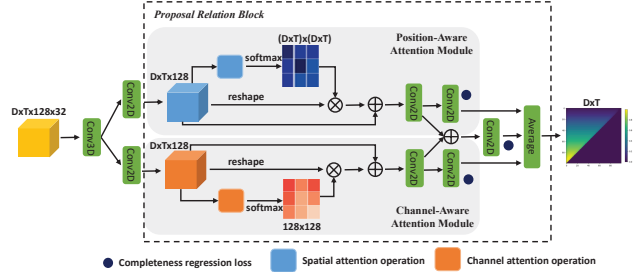 Proposal Relation Block
(DxT)x(DxT)
Position-Aware
Attention Module
softmax
DxTx128
reshape
Conv2D
Conv2D
Conv2D
DxTx128x32
Conv3D
Conv2D
Average
DxT
DxTx128
Conv2D
reshape
softmax
128x128
Conv2D
Conv2D
Channel-Aware
Attention Module
Completeness regression loss
Spatial attention operation
Channel attention operation